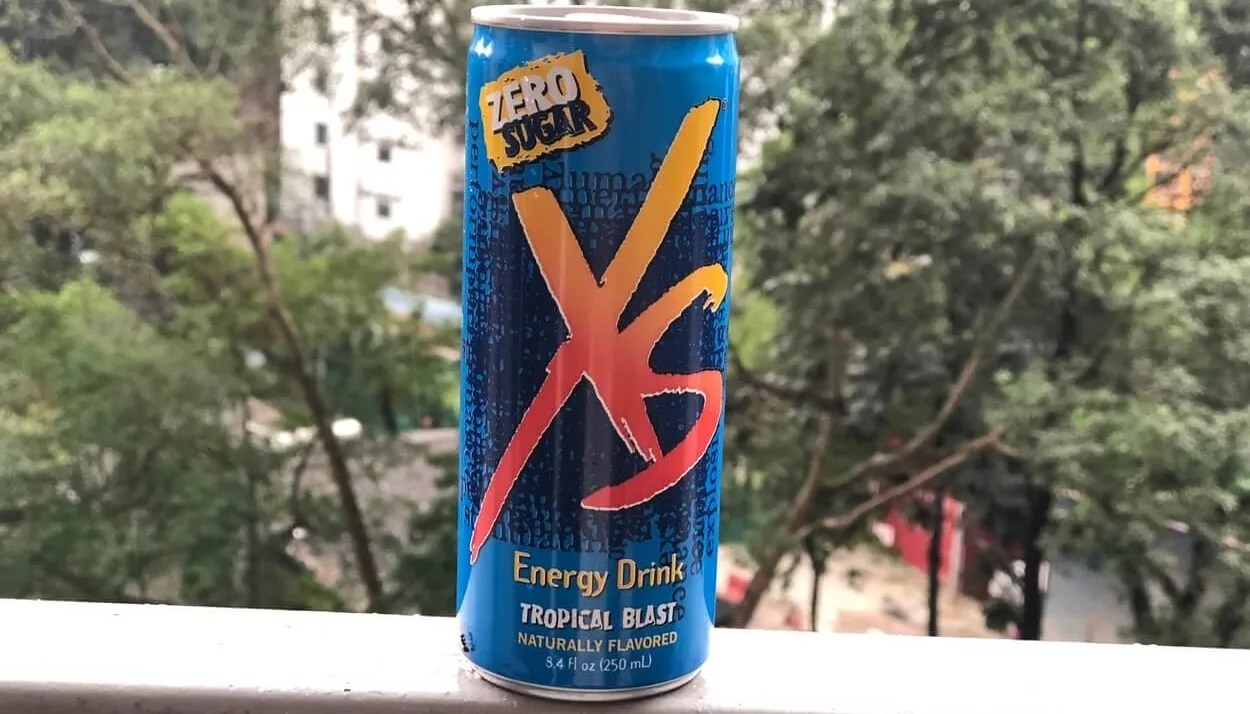 ZERO
SUGAR
XS
Energy Drink
TROPICAL BLAST
NATURALLY FLAVORED
8.4 fl oz (250 mL)